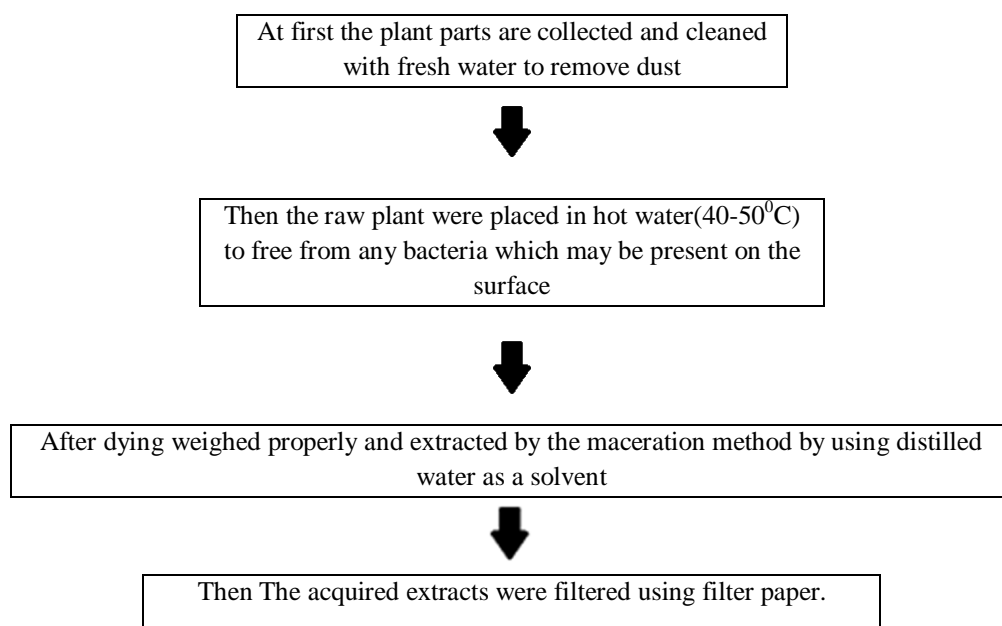 At first the plant parts are collected and cleaned
with fresh water to remove dust
Then the raw plant were placed in hot water(40-50⁰C)
to free from any bacteria which may be present on the
surface
After dying weighed properly and extracted by the maceration method by using distilled
water as a solvent
Then The acquired extracts were filtered using filter paper.